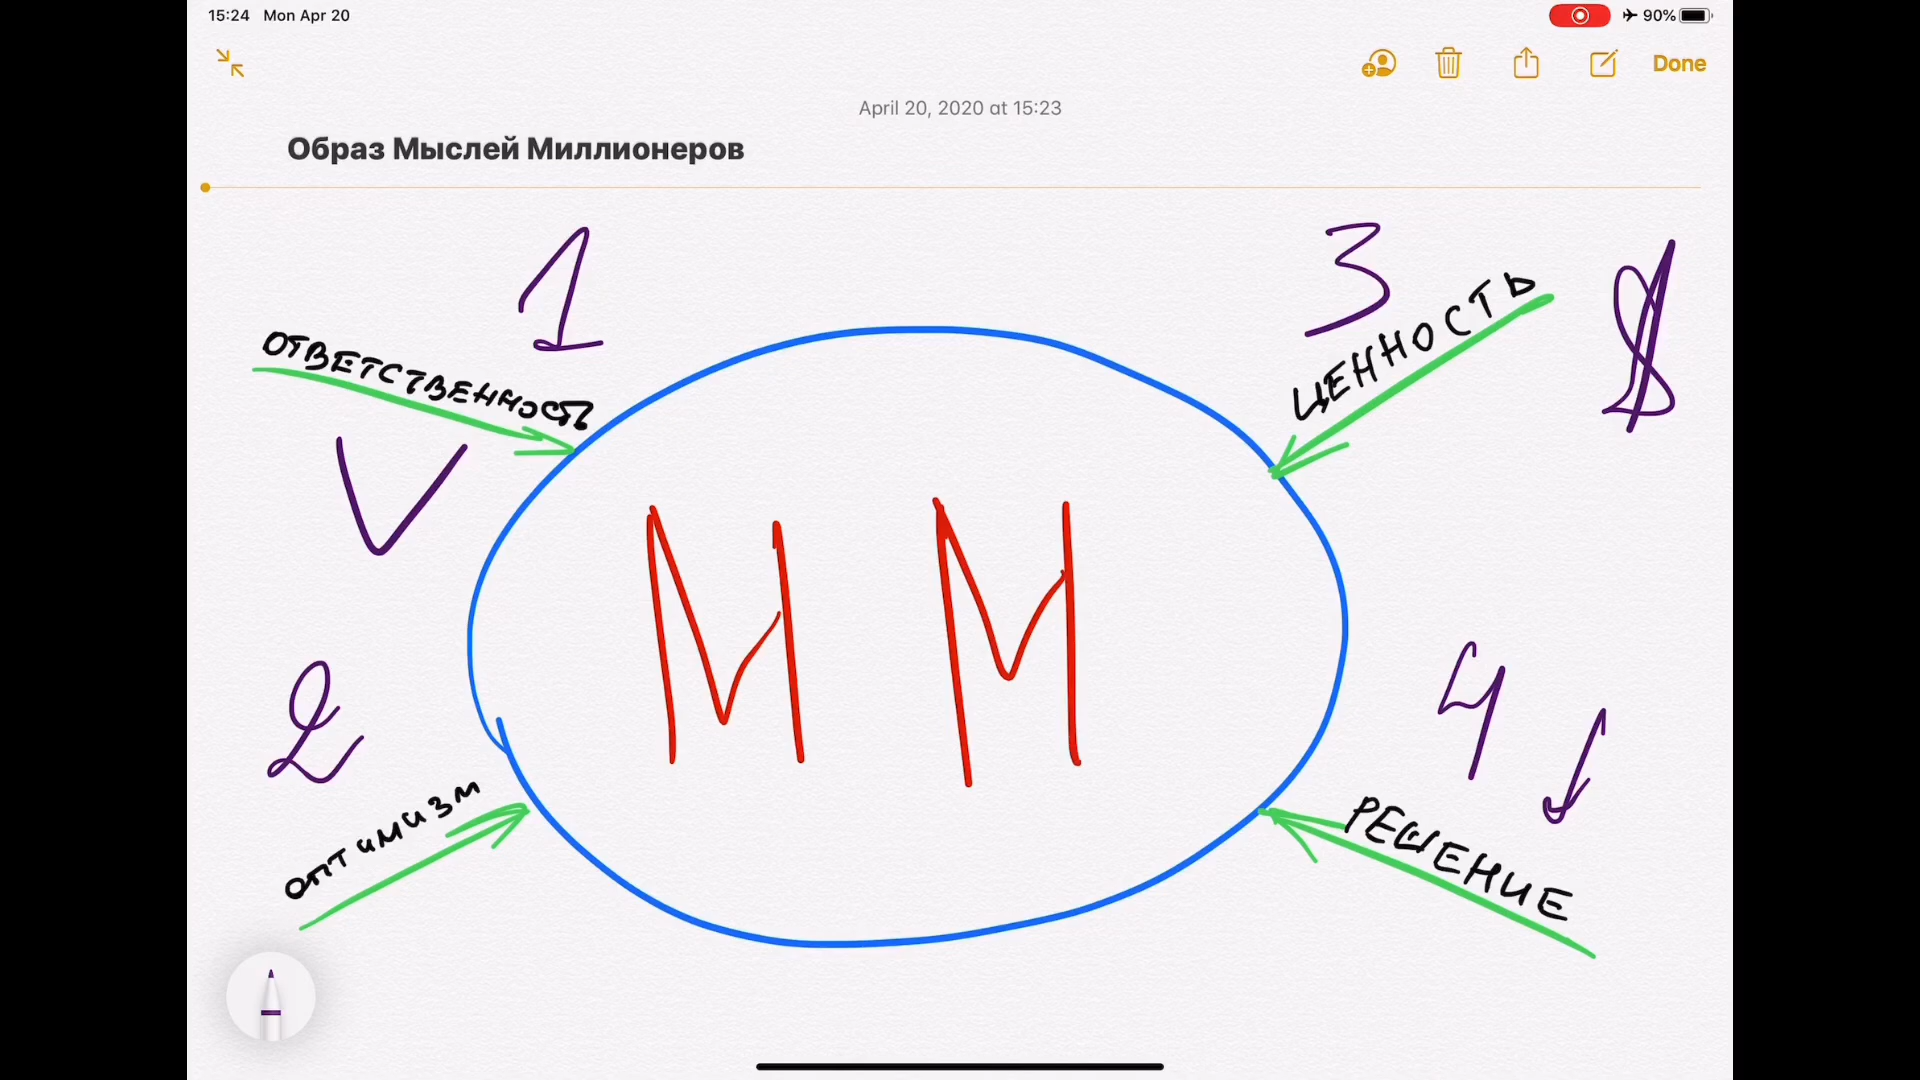 15:24 Mon Apr 20
90%
Done
April 20, 2020 at 15:23
Образ Мыслей Миллионеров
1
ОТВЕТСТВЕННОСТЬ
3
ЦЕННОСТЬ
$
М М
2
ОПТИМИЗМ
4
РЕШЕНИЕ